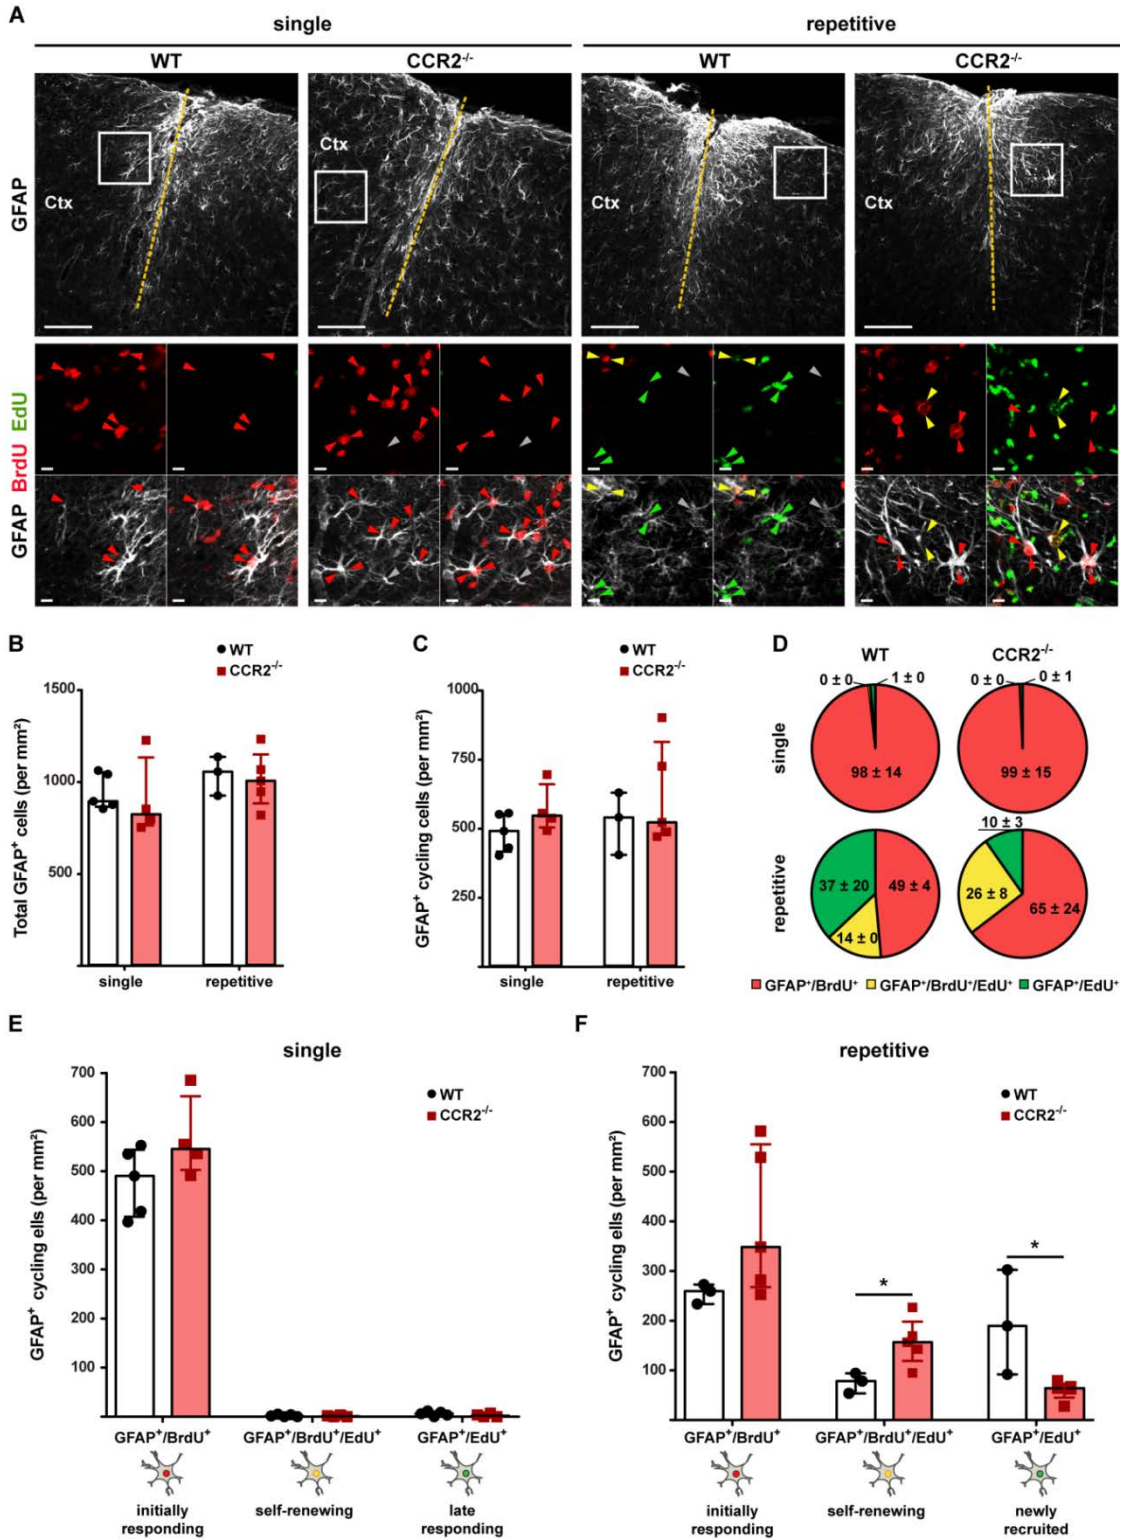 A
single
repetitive
WT
CCR2-/-
WT
CCR2-/-
GFAP
Ctx
Ctx
Ctx
Ctx
GFAP BrdU EdU
B
WT
CCR2-/-
Total GFAP+ cells (per mm²)
1500
1000
500
single
repetitive
C
WT
CCR2-/-
GFAP+ cycling cells (per mm²)
1000
750
500
250
single
repetitive
D
WT
CCR2-/-
single
0 ± 0
1 ± 0
98 ± 14
0 ± 0
0 ± 1
99 ± 15
repetitive
37 ± 20
49 ± 4
14 ± 0
10 ± 3
26 ± 8
65 ± 24
GFAP+/BrdU+
GFAP+/BrdU+/EdU+
GFAP+/EdU+
E
single
WT
CCR2-/-
GFAP+ cycling ells (per mm²)
700
600
500
400
300
200
100
GFAP+/BrdU+
GFAP+/BrdU+/EdU+
GFAP+/EdU+
initially
responding
self-renewing
late
responding
F
repetitive
WT
CCR2-/-
GFAP+ cycling ells (per mm²)
700
600
500
400
300
200
100
*
*
GFAP+/BrdU+
GFAP+/BrdU+/EdU+
GFAP+/EdU+
initially
responding
self-renewing
newly
recruited